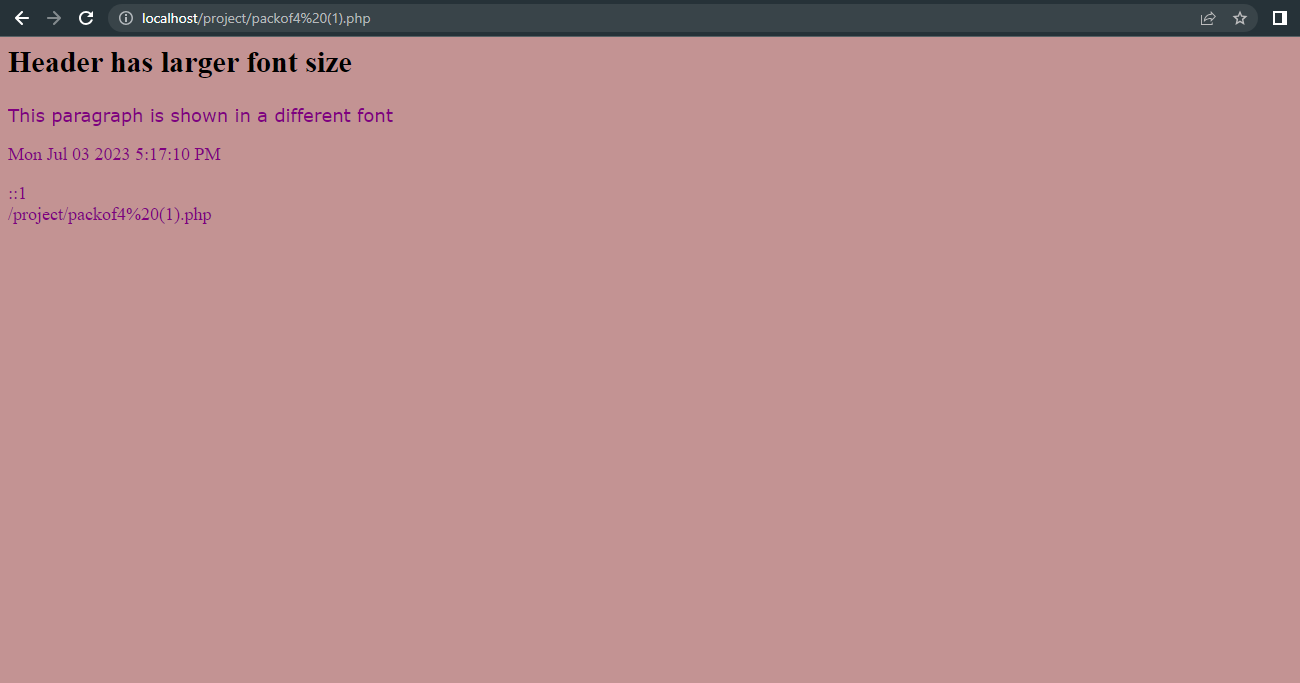 localhost/project/packof4%20(1).php
Header has larger font size
This paragraph is shown in a different font
Mon Jul 03 2023 5:17:10 PM
::1
/project/packof4%20(1).php